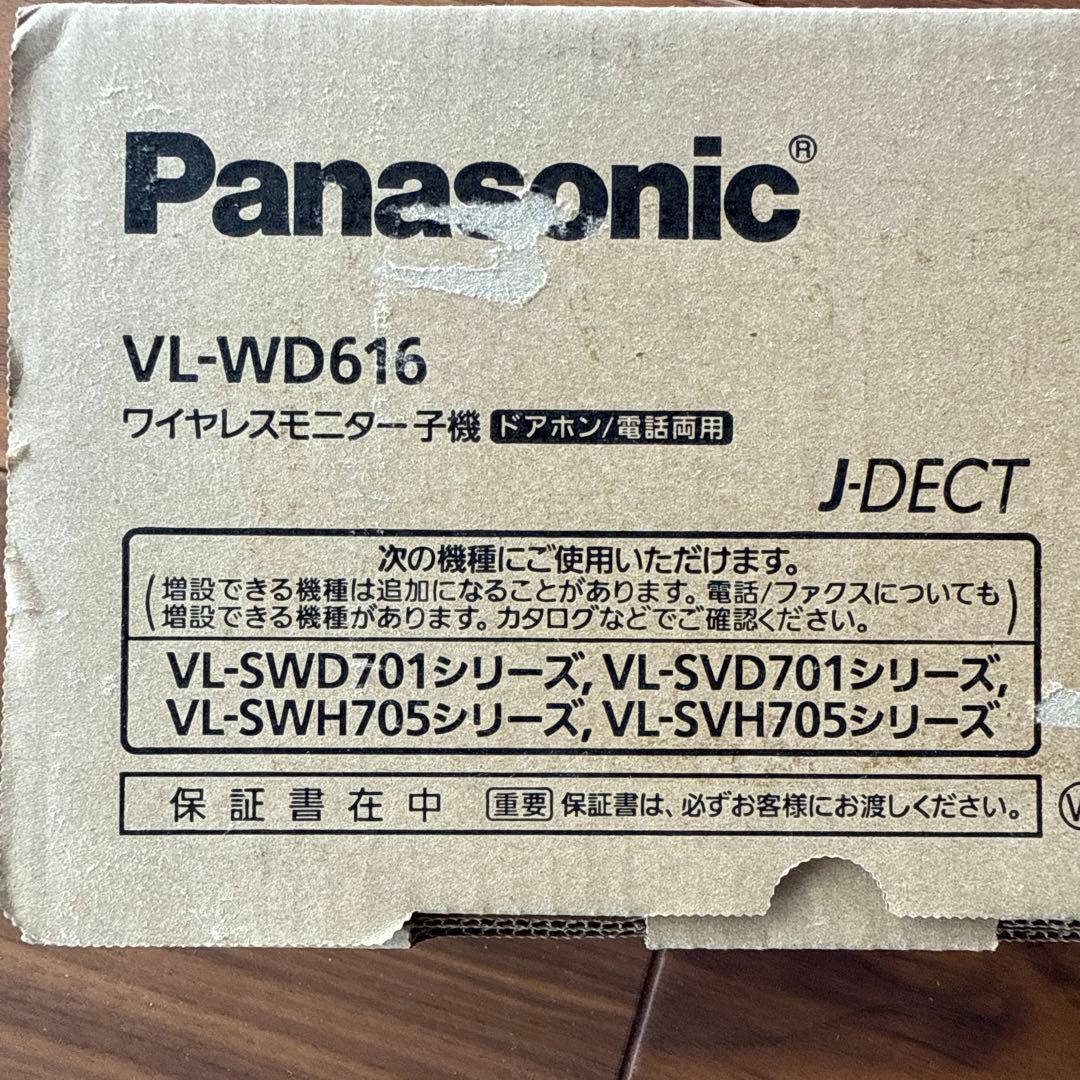 Panasonic®
VL-WD616
ワイヤレスモニター子機 ドアホン/電話両用
J-DECT
次の機種にご使用いただけます。
(増設できる機種は追加になることがあります。電話/ファクスについても
増設できる機種があります。カタログなどでご確認ください。)
VL-SWD701シリーズ, VL-SVD701シリーズ,
VL-SWH705シリーズ, VL-SVH705シリーズ
保証書在中 重要 保証書は、必ずお客様にお渡しください。